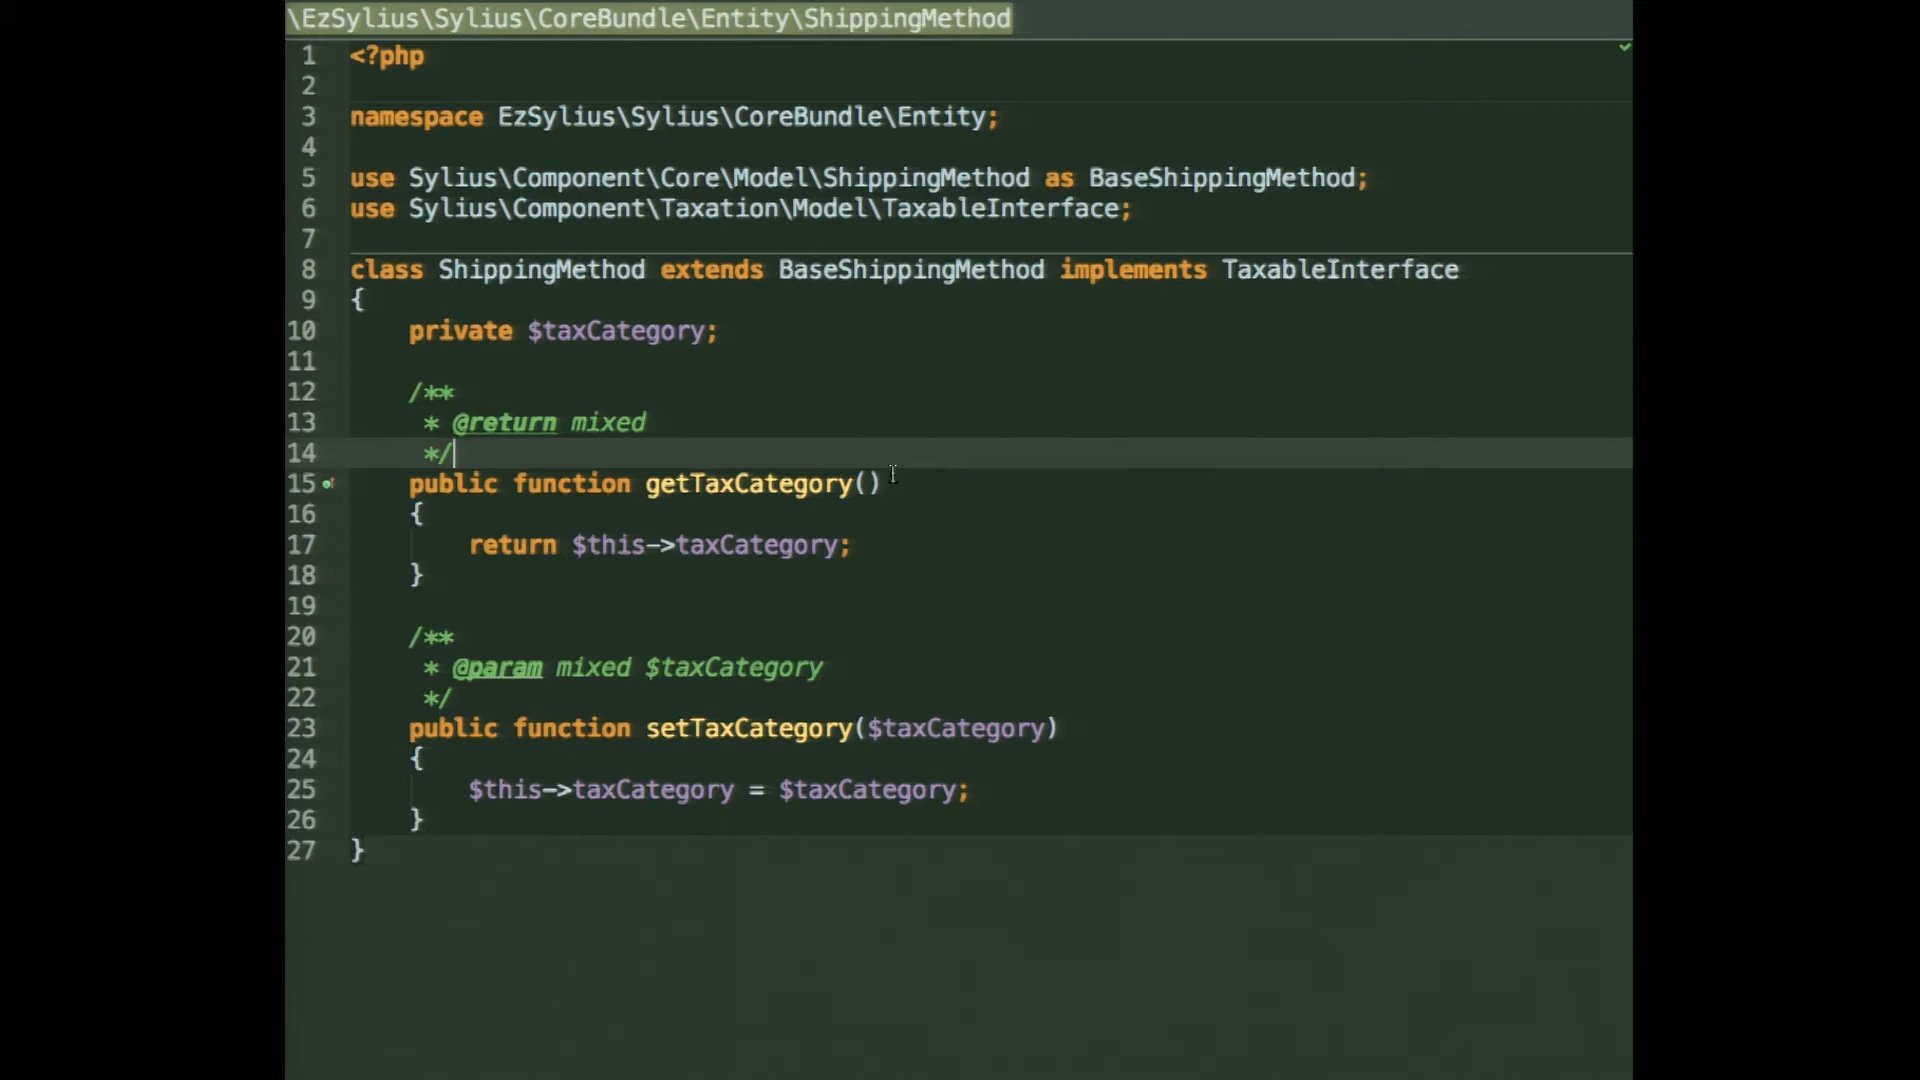 \EzSylius\Sylius\CoreBundle\Entity\ShippingMethod
1 <?php
2
3 namespace EzSylius\Sylius\CoreBundle\Entity;
4
5 use Sylius\Component\Core\Model\ShippingMethod as BaseShippingMethod;
6 use Sylius\Component\Taxation\Model\TaxableInterface;
7
8 class ShippingMethod extends BaseShippingMethod implements TaxableInterface
9 {
10     private $taxCategory;
11
12     /**
13      * @return mixed
14      */
15     public function getTaxCategory()
16     {
17         return $this->taxCategory;
18     }
19
20     /**
21      * @param mixed $taxCategory
22      */
23     public function setTaxCategory($taxCategory)
24     {
25         $this->taxCategory = $taxCategory;
26     }
27 }